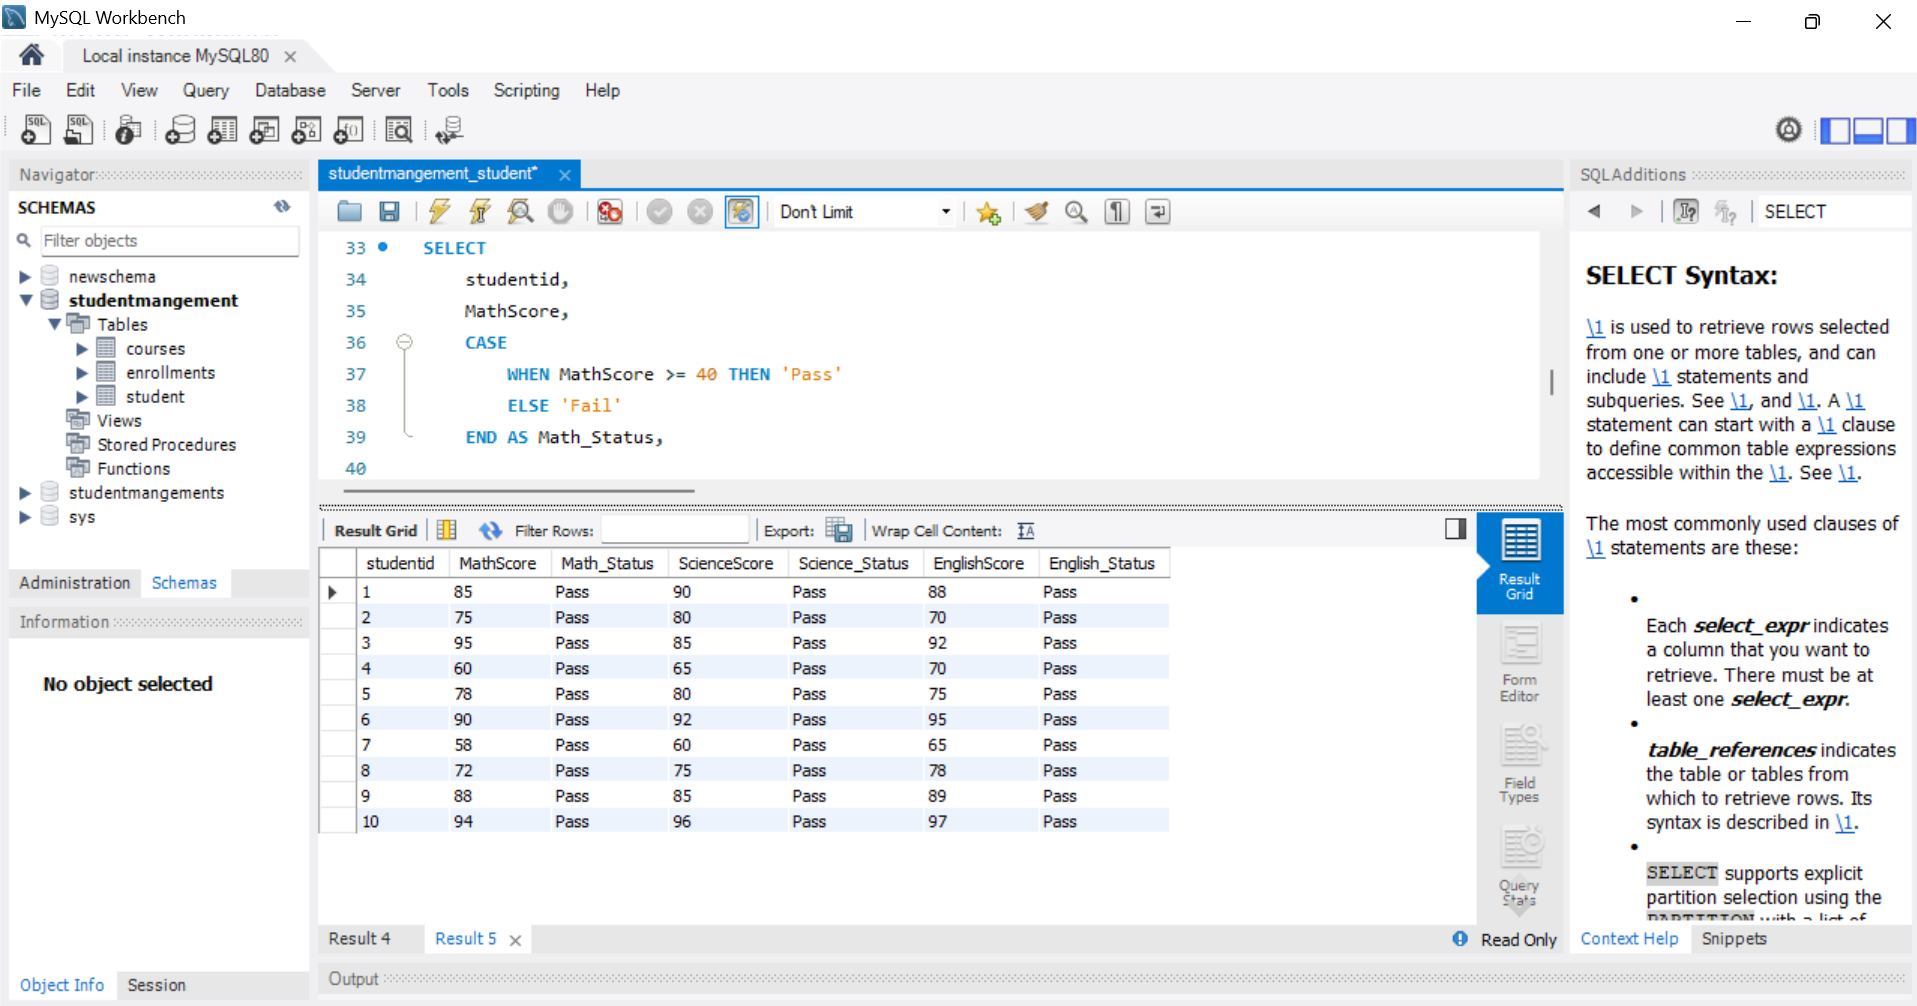 MySQL Workbench
Local instance MySQL80
File Edit View Query Database Server Tools Scripting Help
Navigator
SCHEMAS
Filter objects
newschema
studentmangement
Tables
courses
enrollments
student
Views
Stored Procedures
Functions
studentmangements
sys
Administration Schemas
Information
No object selected
Object Info Session
studentmangement_student*
Don't Limit
33 SELECT
34 studentid,
35 MathScore,
36 CASE
37 WHEN MathScore >= 40 THEN 'Pass'
38 ELSE 'Fail'
39 END AS Math_Status,
40
Result Grid Filter Rows: Export: Wrap Cell Content:
studentid MathScore Math_Status ScienceScore Science_Status EnglishScore English_Status
1 85 Pass 90 Pass 88 Pass
2 75 Pass 80 Pass 70 Pass
3 95 Pass 85 Pass 92 Pass
4 60 Pass 65 Pass 70 Pass
5 78 Pass 80 Pass 75 Pass
6 90 Pass 92 Pass 95 Pass
7 58 Pass 60 Pass 65 Pass
8 72 Pass 75 Pass 78 Pass
9 88 Pass 85 Pass 89 Pass
10 94 Pass 96 Pass 97 Pass
Result
Grid
Form
Editor
Field
Types
Query
Stats
Result 4 Result 5 Read Only
Output
SQLAdditions
SELECT
SELECT Syntax:
\1 is used to retrieve rows selected
from one or more tables, and can
include \1 statements and
subqueries. See \1, and \1. A \1
statement can start with a \1 clause
to define common table expressions
accessible within the \1. See \1.
The most commonly used clauses of
\1 statements are these:
Each select_expr indicates
a column that you want to
retrieve. There must be at
least one select_expr.
table_references indicates
the table or tables from
which to retrieve rows. Its
syntax is described in \1.
SELECT supports explicit
partition selection using the
PARTITION with a list of
Context Help Snippets